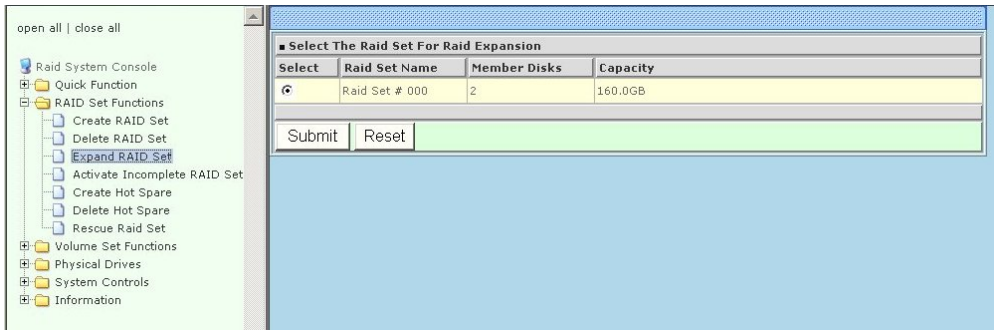 open all | close all
Raid System Console
Quick Function
RAID Set Functions
Create RAID Set
Delete RAID Set
Expand RAID Set
Activate Incomplete RAID Set
Create Hot Spare
Delete Hot Spare
Rescue Raid Set
Volume Set Functions
Physical Drives
System Controls
Information
Select The Raid Set For Raid Expansion
Select Raid Set Name Member Disks Capacity
Raid Set # 000 2 160.0GB
Submit Reset